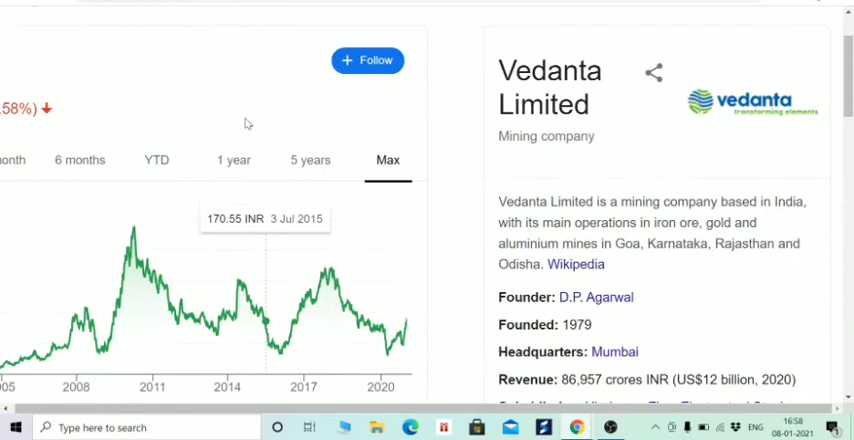 Follow
.58%)
onth
6 months
YTD
1 year
5 years
Max
170.55 INR 3 Jul 2015
005
2008
2011
2014
2017
2020
Vedanta
Limited
vedanta
transforming elements
Mining company
Vedanta Limited is a mining company based in India,
with its main operations in iron ore, gold and
aluminium mines in Goa, Karnataka, Rajasthan and
Odisha. Wikipedia
Founder: D.P. Agarwal
Founded: 1979
Headquarters: Mumbai
Revenue: 86,957 crores INR (US$12 billion, 2020)
Type here to search
ENG
16:58
08-01-2021